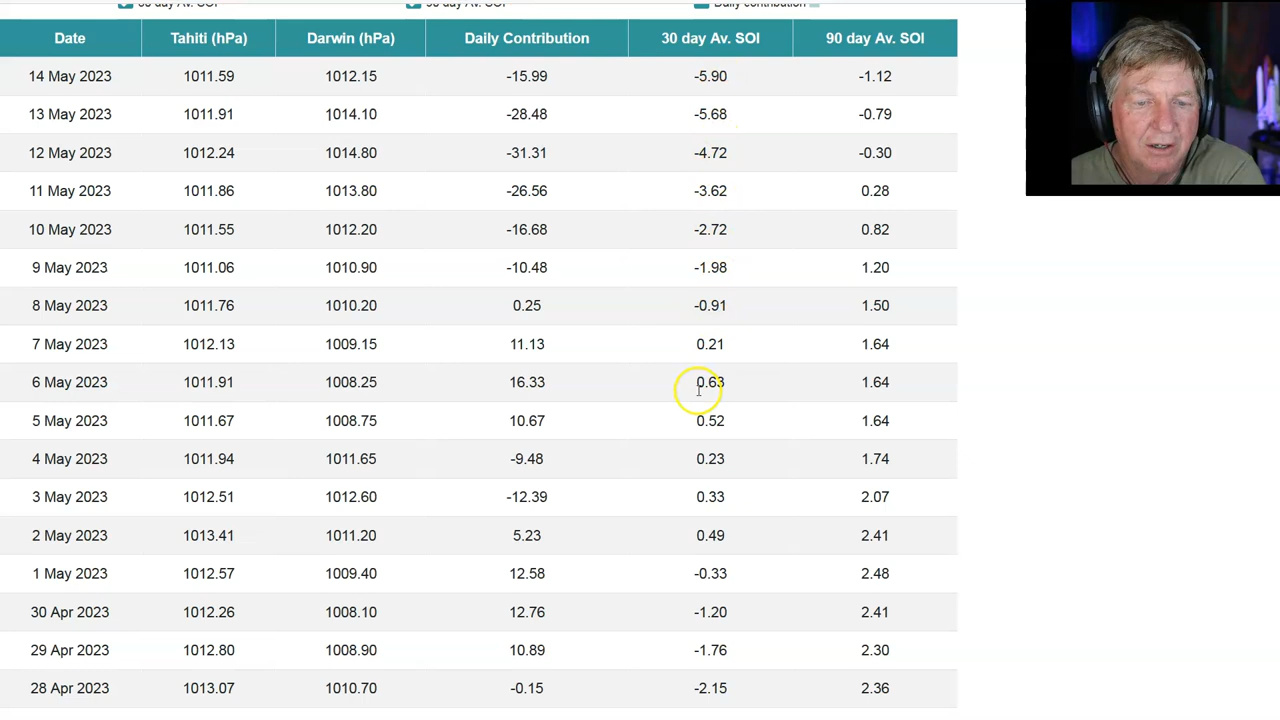 30 day Av. SOI 90 day Av. SOI Daily contribution
Date Tahiti (hPa) Darwin (hPa) Daily Contribution 30 day Av. SOI 90 day Av. SOI
14 May 2023 1011.59 1012.15 -15.99 -5.90 -1.12
13 May 2023 1011.91 1014.10 -28.48 -5.68 -0.79
12 May 2023 1012.24 1014.80 -31.31 -4.72 -0.30
11 May 2023 1011.86 1013.80 -26.56 -3.62 0.28
10 May 2023 1011.55 1012.20 -16.68 -2.72 0.82
9 May 2023 1011.06 1010.90 -10.48 -1.98 1.20
8 May 2023 1011.76 1010.20 0.25 -0.91 1.50
7 May 2023 1012.13 1009.15 11.13 0.21 1.64
6 May 2023 1011.91 1008.25 16.33 0.63 1.64
5 May 2023 1011.67 1008.75 10.67 0.52 1.64
4 May 2023 1011.94 1011.65 -9.48 0.23 1.74
3 May 2023 1012.51 1012.60 -12.39 0.33 2.07
2 May 2023 1013.41 1011.20 5.23 0.49 2.41
1 May 2023 1012.57 1009.40 12.58 -0.33 2.48
30 Apr 2023 1012.26 1008.10 12.76 -1.20 2.41
29 Apr 2023 1012.80 1008.90 10.89 -1.76 2.30
28 Apr 2023 1013.07 1010.70 -0.15 -2.15 2.36